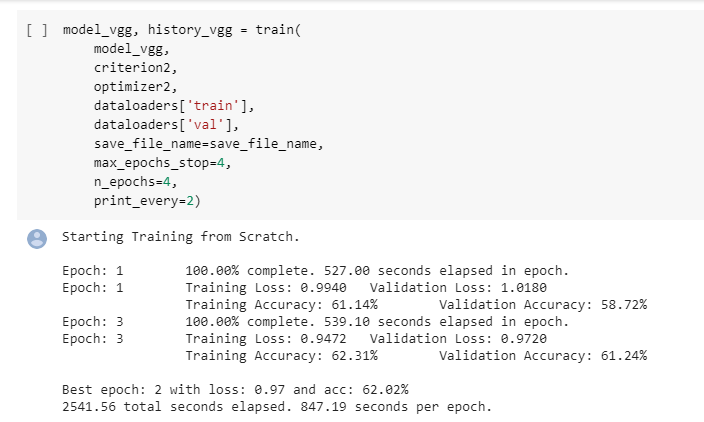 [ ] model_vgg, history_vgg = train(
model_vgg,
criterion2,
optimizer2,
dataloaders['train'],
dataloaders['val'],
save_file_name=save_file_name,
max_epochs_stop=4,
n_epochs=4,
print_every=2)
Starting Training from Scratch.
Epoch: 1 100.00% complete. 527.00 seconds elapsed in epoch.
Epoch: 1 Training Loss: 0.9940 Validation Loss: 1.0180
Training Accuracy: 61.14% Validation Accuracy: 58.72%
Epoch: 3 100.00% complete. 539.10 seconds elapsed in epoch.
Epoch: 3 Training Loss: 0.9472 Validation Loss: 0.9720
Training Accuracy: 62.31% Validation Accuracy: 61.24%
Best epoch: 2 with loss: 0.97 and acc: 62.02%
2541.56 total seconds elapsed. 847.19 seconds per epoch.